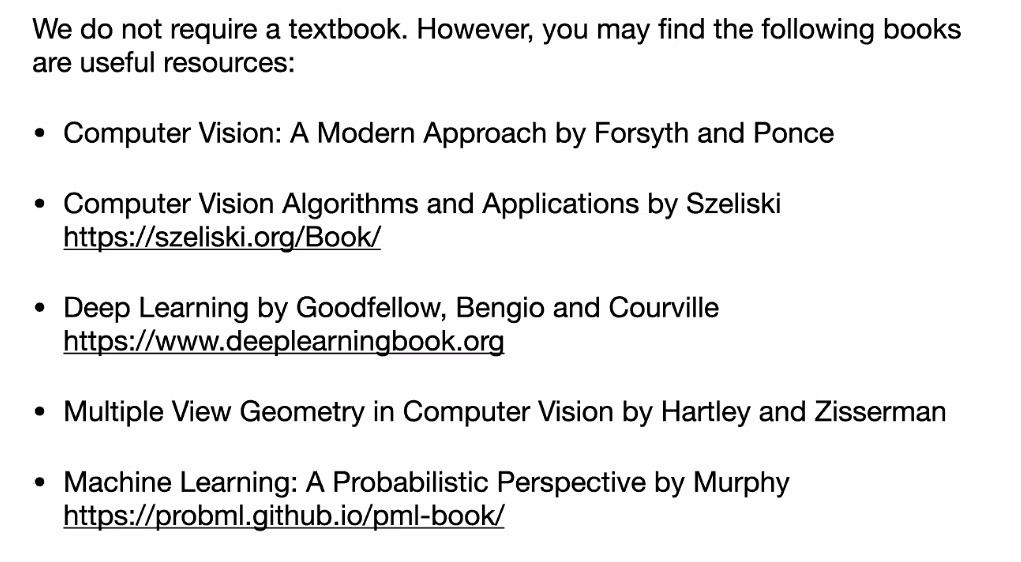 We do not require a textbook. However, you may find the following books
are useful resources:
• Computer Vision: A Modern Approach by Forsyth and Ponce
• Computer Vision Algorithms and Applications by Szeliski
https://szeliski.org/Book/
• Deep Learning by Goodfellow, Bengio and Courville
https://www.deeplearningbook.org
• Multiple View Geometry in Computer Vision by Hartley and Zisserman
• Machine Learning: A Probabilistic Perspective by Murphy
https://probml.github.io/pml-book/